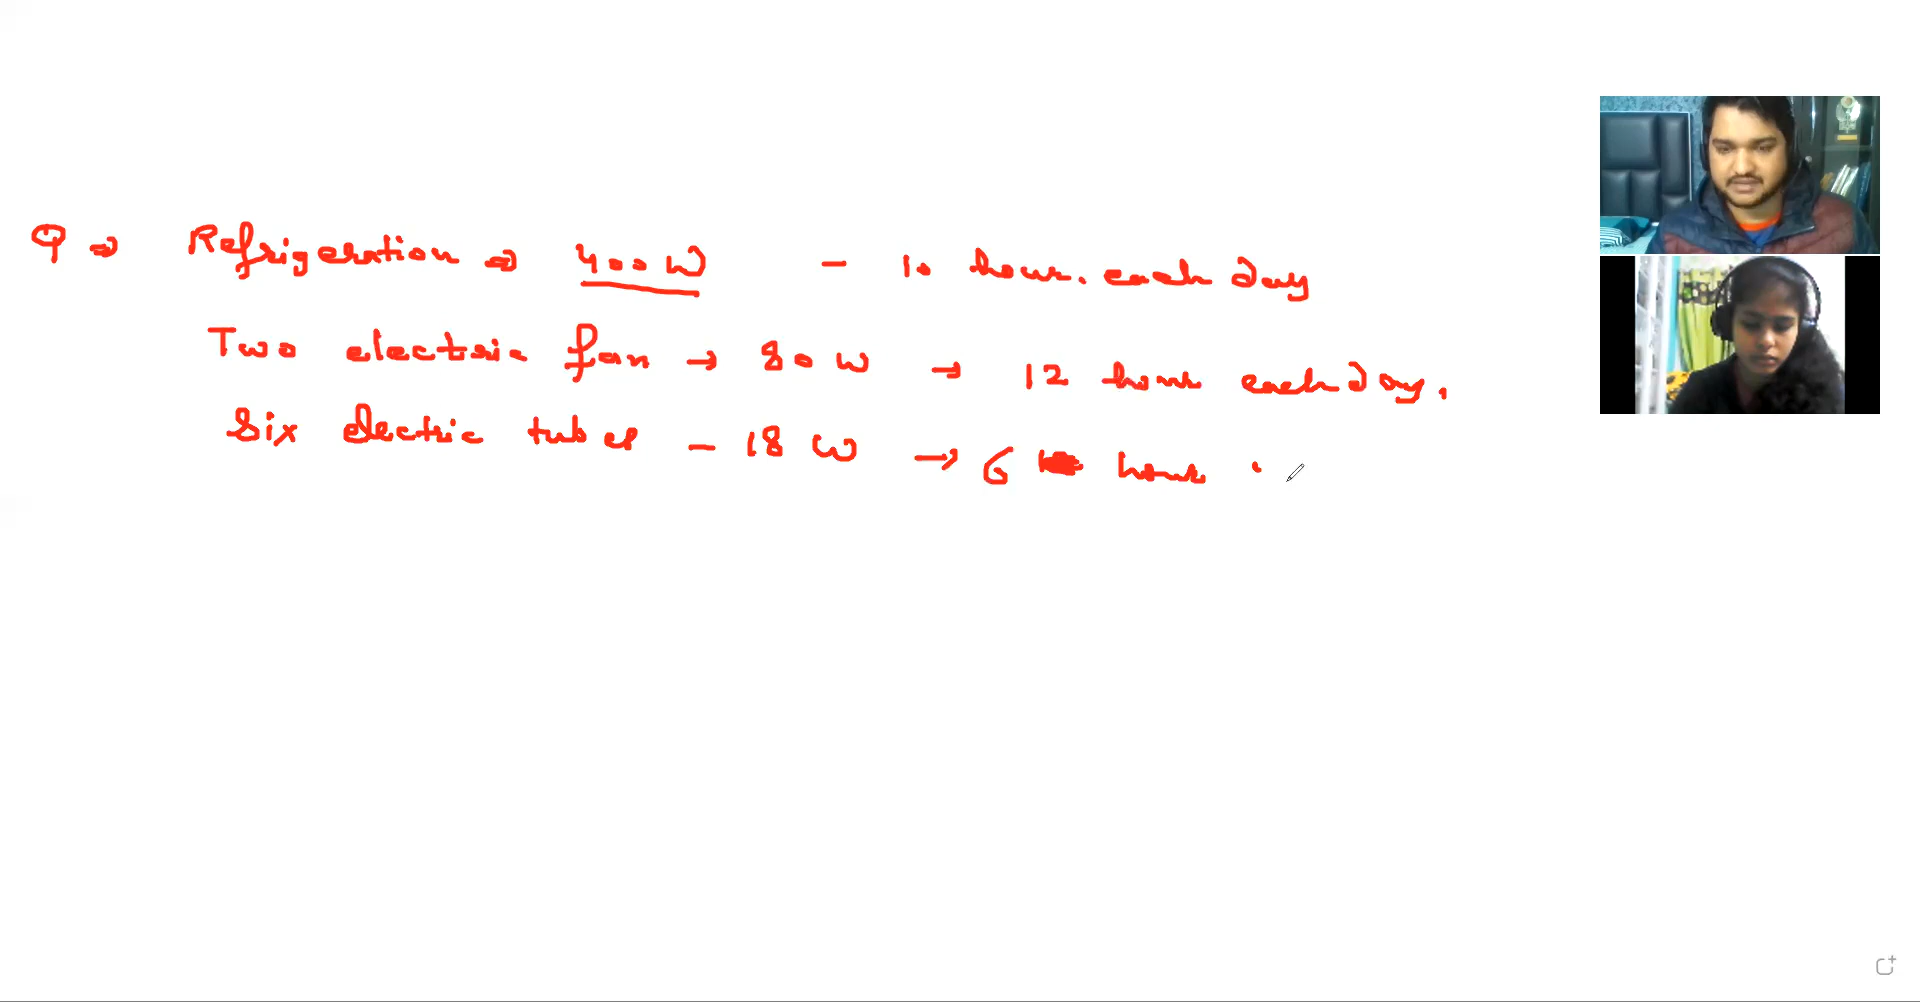 Q ⇒ Refrigeration ⇒ 400 W - 10 hour. each day
Two electric fan → 80 W → 12 hour each day.
Six electric tubes - 18 W → 6 hour .